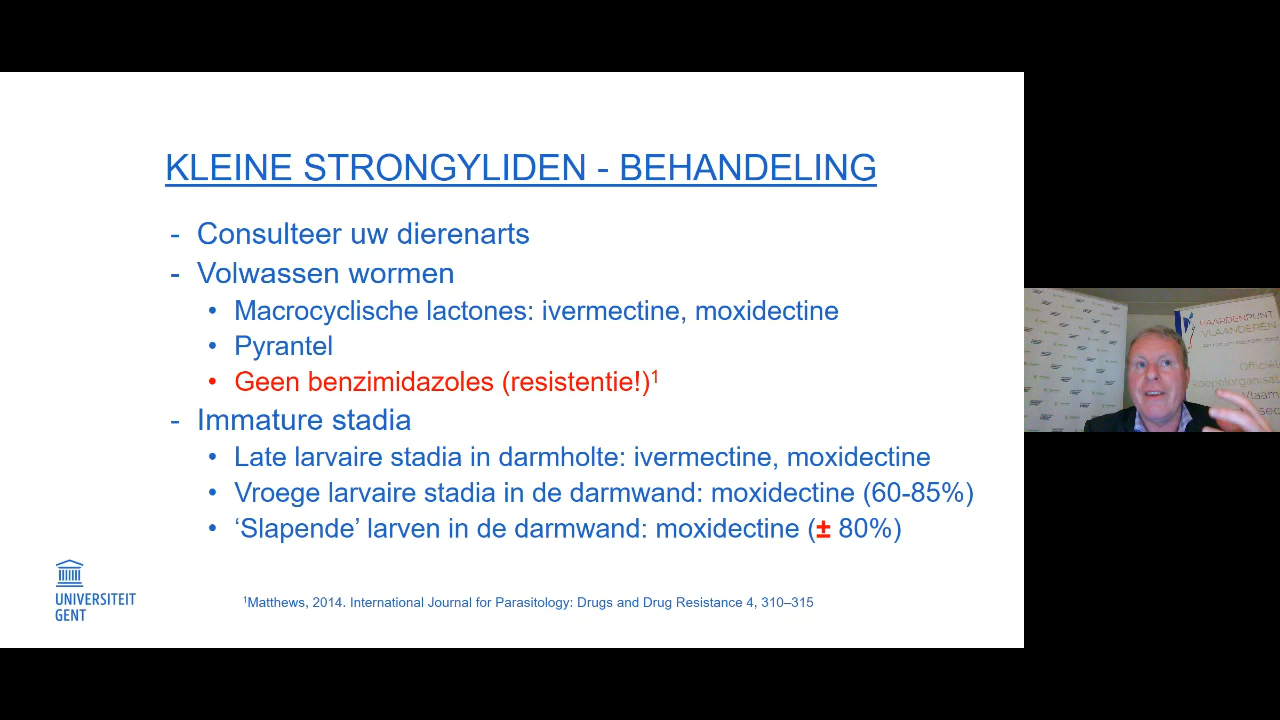 KLEINE STRONGYLIDEN - BEHANDELING
- Consulteer uw dierenarts
- Volwassen wormen
• Macrocyclische lactones: ivermectine, moxidectine
• Pyrantel
• Geen benzimidazoles (resistentie!)¹
- Immature stadia
• Late larvaire stadia in darmholte: ivermectine, moxidectine
• Vroege larvaire stadia in de darmwand: moxidectine (60-85%)
• ‘Slapende’ larven in de darmwand: moxidectine (± 80%)
¹Matthews, 2014. International Journal for Parasitology: Drugs and Drug Resistance 4, 310–315
UNIVERSITEIT
GENT
VLAANDEREN